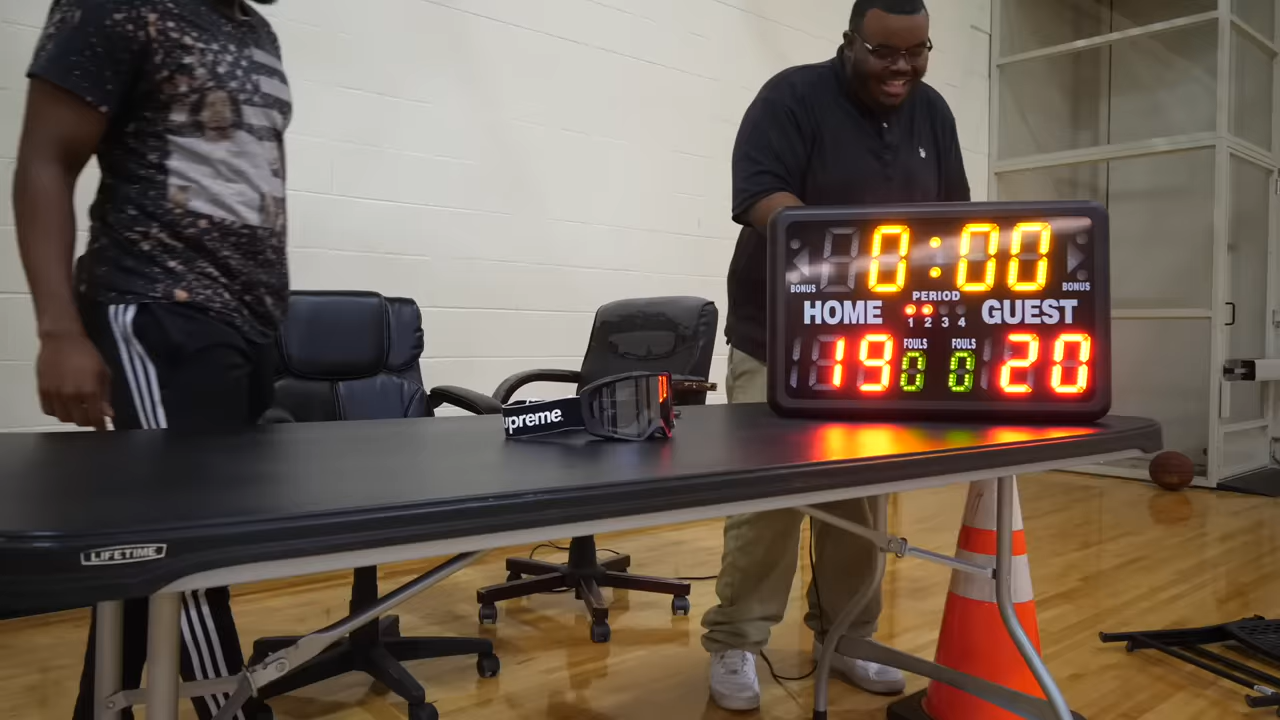 0:00
BONUS
BONUS
HOME
PERIOD
GUEST
1 2 3 4
FOULS
FOULS
19
0
0
20
upreme
LIFETIME